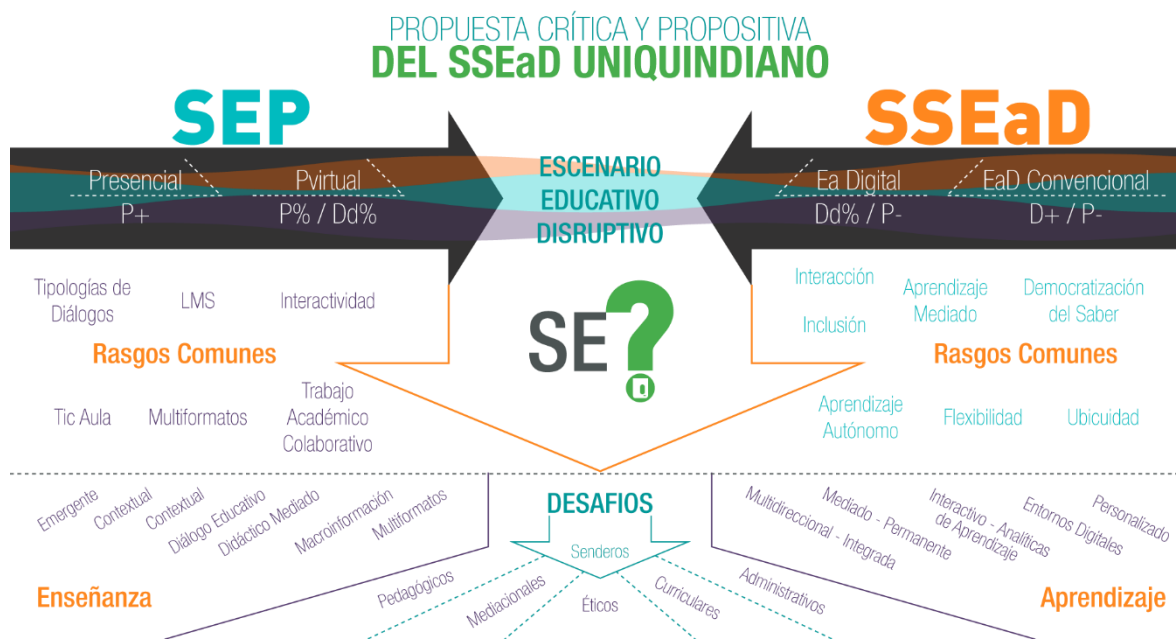 PROPUESTA CRÍTICA Y PROPOSITIVA
DEL SSEaD UNIQUINDIANO
SEP
SSEaD
Presencial
P+
Pvirtual
P% / Dd%
ESCENARIO
EDUCATIVO
DISRUPTIVO
Ea Digital
Dd% / P-
EaD Convencional
D+ / P-
Tipologías de
Diálogos
LMS
Interactividad
Rasgos Comunes
Tic Aula
Multiformatos
Trabajo
Académico
Colaborativo
SE?
Interacción
Inclusión
Aprendizaje
Mediado
Democratización
del Saber
Rasgos Comunes
Aprendizaje
Autónomo
Flexibilidad
Ubicuidad
Emergente
Contextual
Contextual
Diálogo Educativo
Didáctico Mediado
Macroinformación
Multiformatos
Enseñanza
DESAFIOS
Senderos
Pedagógicos
Mediacionales
Éticos
Curriculares
Administrativos
Multidireccional - Integrada
Mediado - Permanente
Interactivo - Analíticas
de Aprendizaje
Entornos Digitales
Personalizado
Aprendizaje